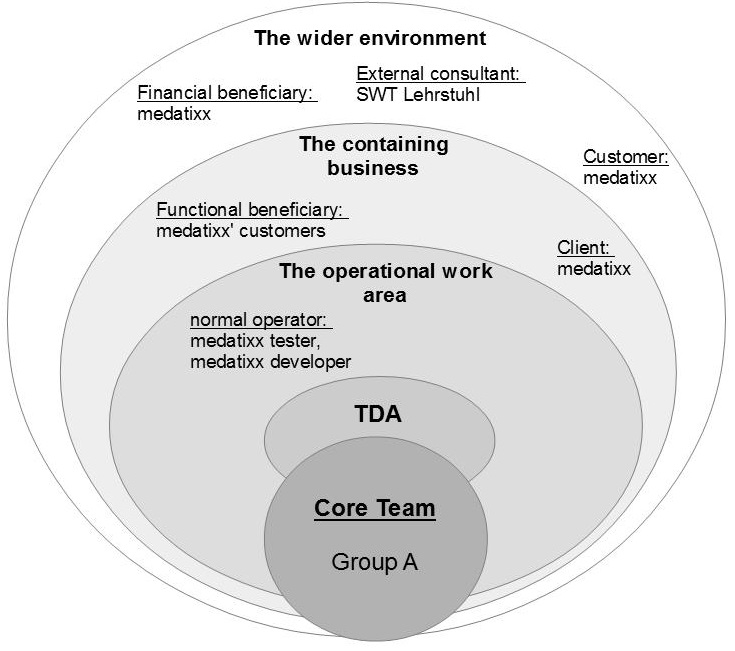 The wider environment
External consultant:
SWT Lehrstuhl
Financial beneficiary:
medatixx
The containing
business
Customer:
medatixx
Functional beneficiary:
medatixx' customers
Client:
medatixx
The operational work
area
normal operator:
medatixx tester,
medatixx developer
TDA
Core Team
Group A